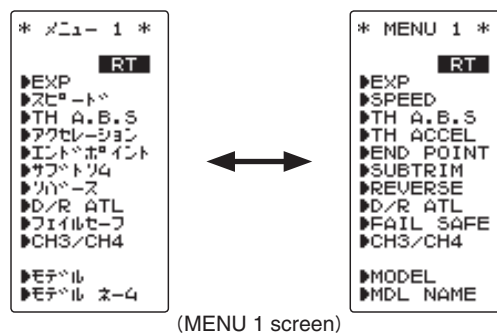 * メニュー 1 *
RT
▶EXP
▶スピード
▶TH A.B.S
▶アクセレーション
▶エンドポイント
▶サブトリム
▶リバース
▶D/R ATL
▶フェイルセーフ
▶CH3/CH4
▶モデル
▶モデル ネーム
* MENU 1 *
RT
▶EXP
▶SPEED
▶TH A.B.S
▶TH ACCEL
▶END POINT
▶SUBTRIM
▶REVERSE
▶D/R ATL
▶FAIL SAFE
▶CH3/CH4
▶MODEL
▶MDL NAME
(MENU 1 screen)